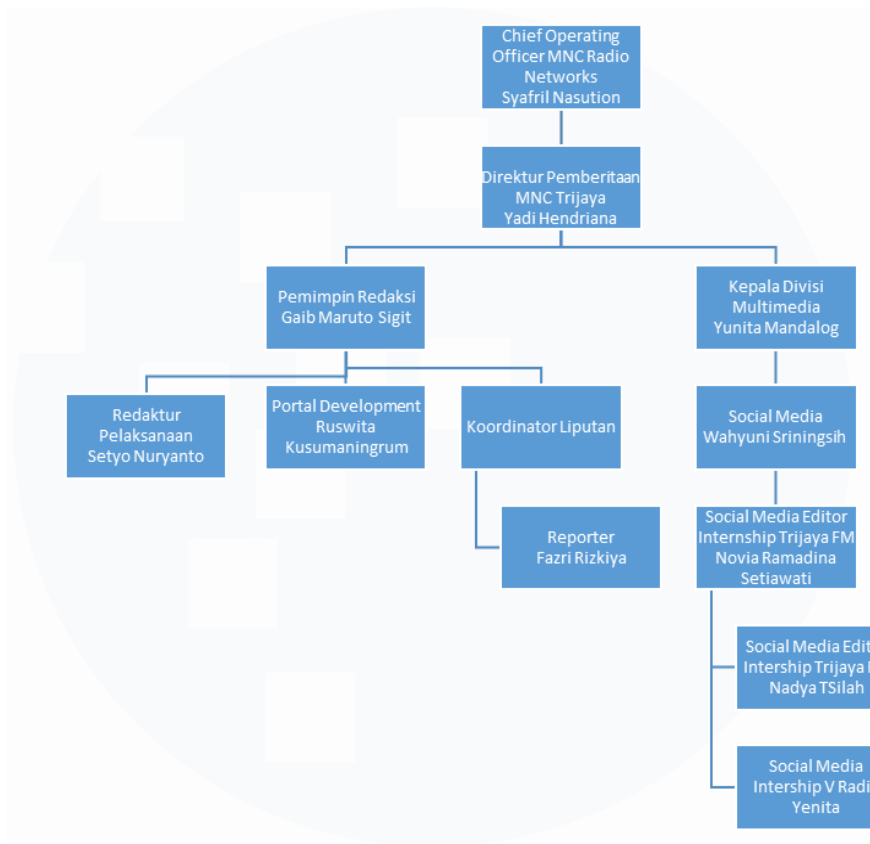 Chief Operating
Officer MNC Radio
Networks
Syafril Nasution
Direktur Pemberitaan
MNC Trijaya
Yadi Hendriana
Pemimpin Redaksi
Gaib Maruto Sigit
Kepala Divisi
Multimedia
Yunita Mandalog
Redaktur
Pelaksanaan
Setyo Nuryanto
Portal Development
Ruswita
Kusumaningrum
Koordinator Liputan
Social Media
Wahyuni Sriningsih
Reporter
Fazri Rizkiya
Social Media Editor
Internship Trijaya FM
Novia Ramadina
Setiawati
Social Media
Intership Trijaya
Nadya TSilah
Social Media
Intership V
Yenita